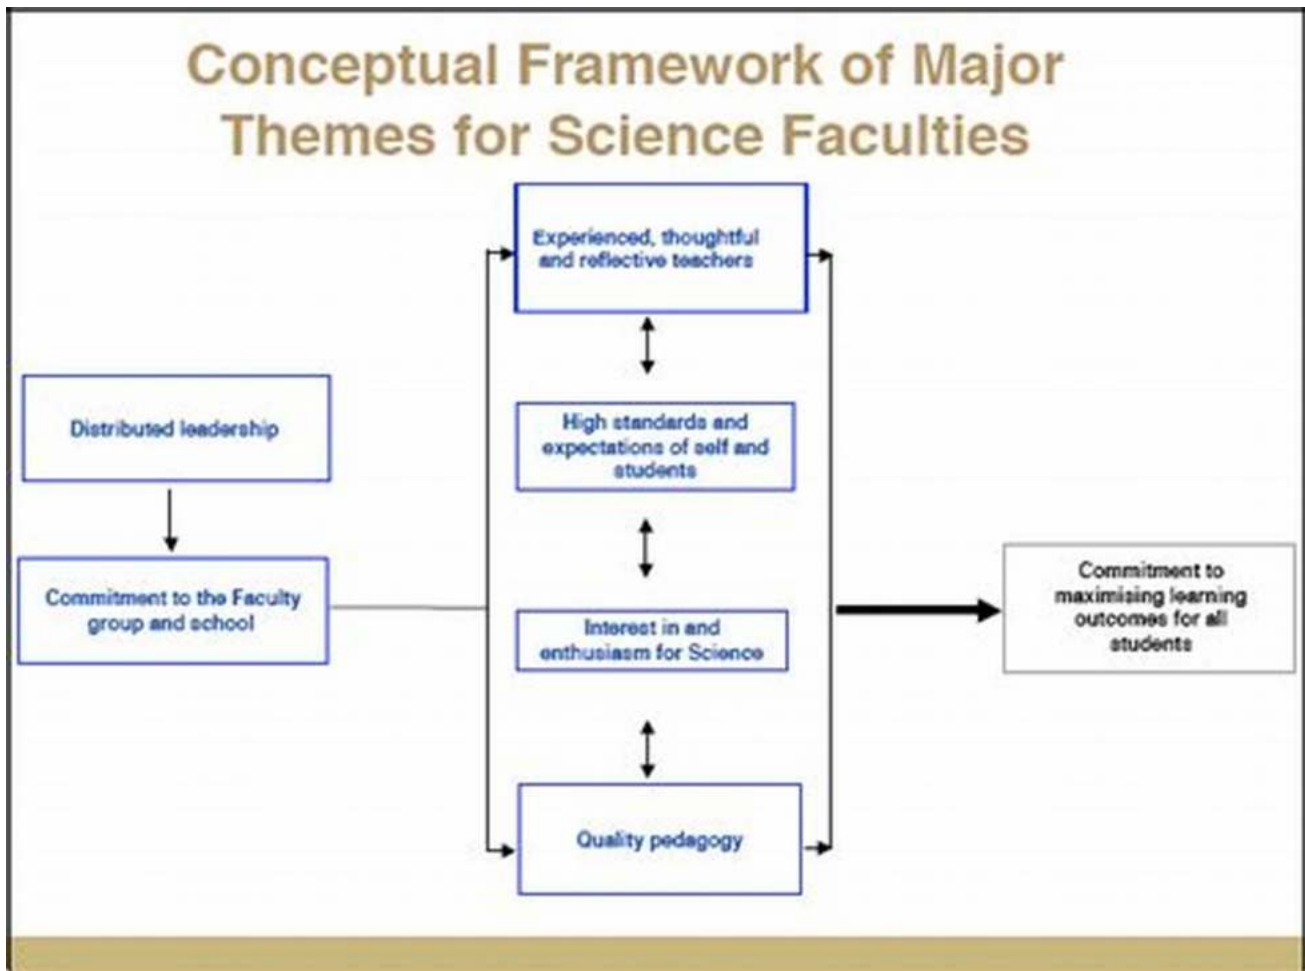 Conceptual Framework of Major
Themes for Science Faculties
Experienced, thoughtful
and reflective teachers
Distributed leadership
High standards and
expectations of self and
students
Commitment to the Faculty
group and school
Interest in and
enthusiasm for Science
Commitment to
maximising learning
outcomes for all
students
Quality pedagogy